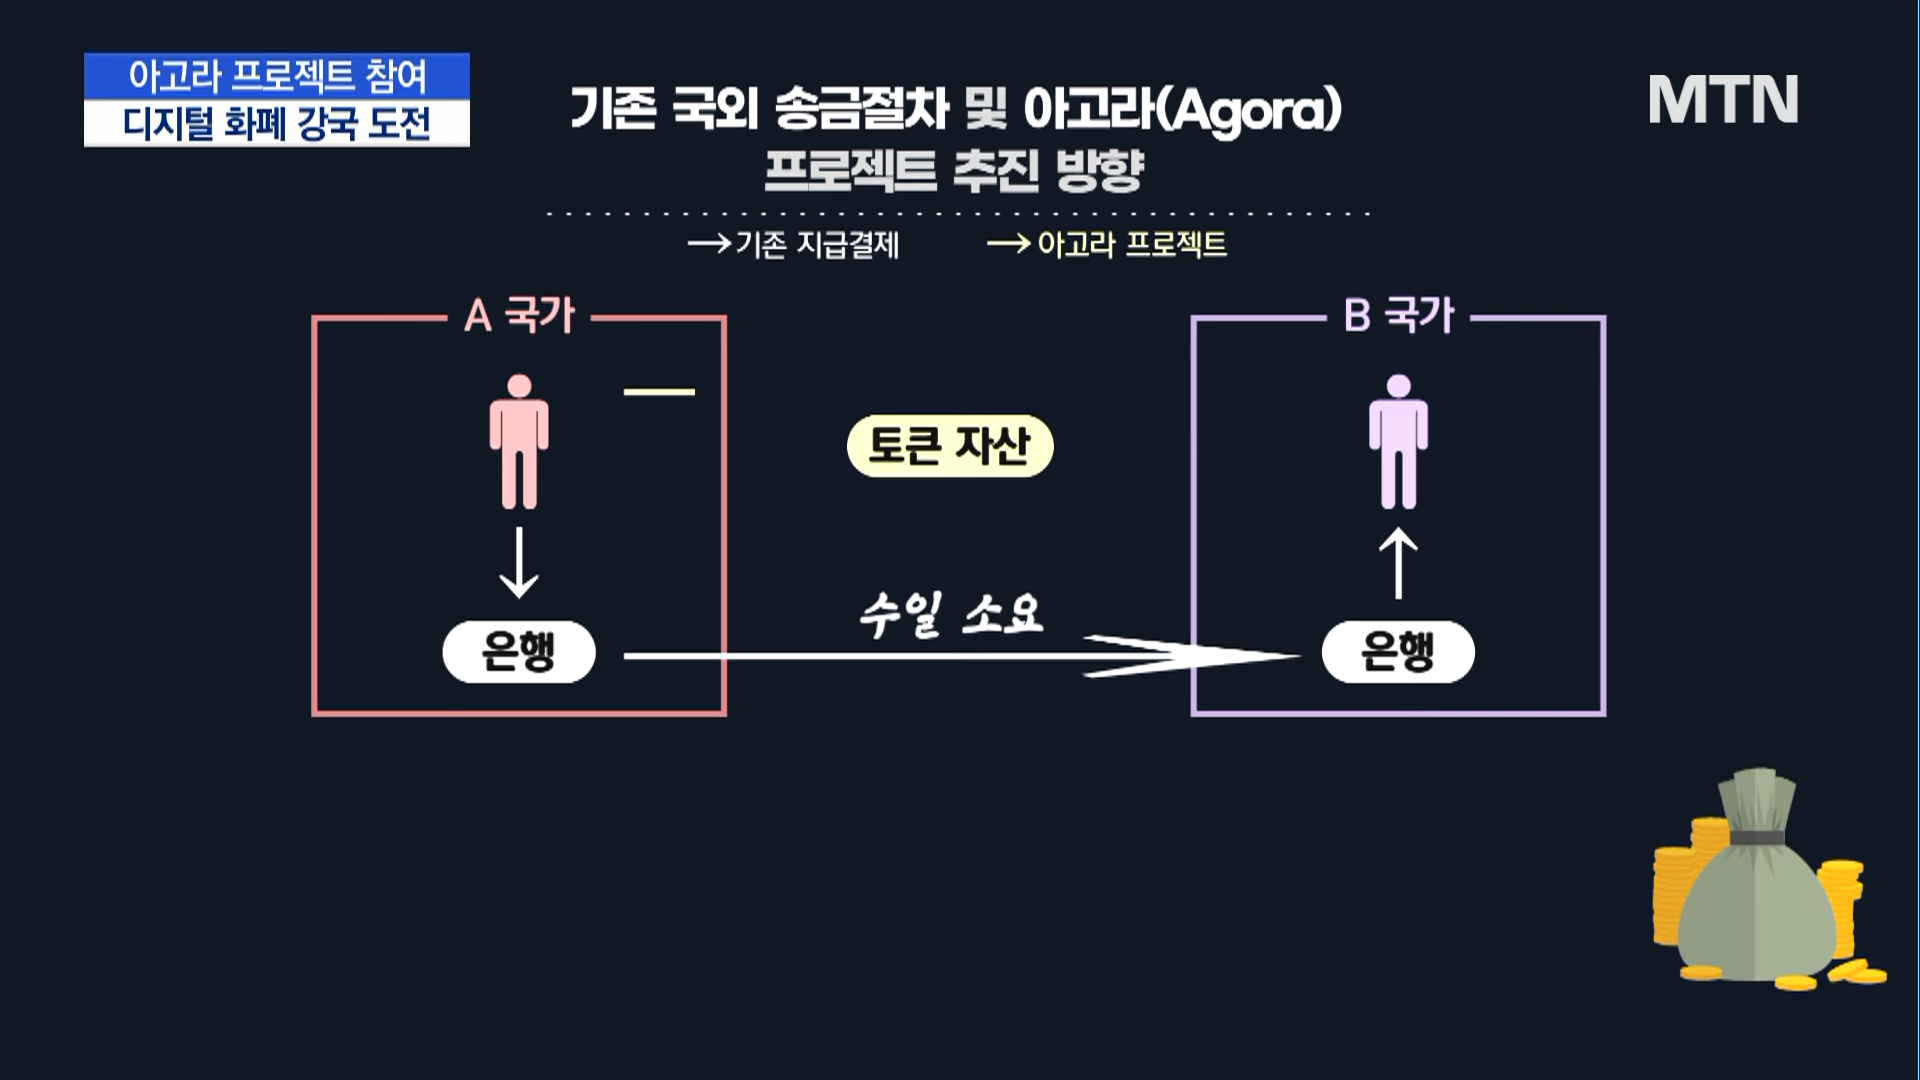 아고라 프로젝트 참여
디지털 화폐 강국 도전
기존 국외 송금절차 및 아고라(Agora)
프로젝트 추진 방향
MTN
기존 지급결제
아고라 프로젝트
A 국가
B 국가
토큰 자산
수일 소요
은행
은행